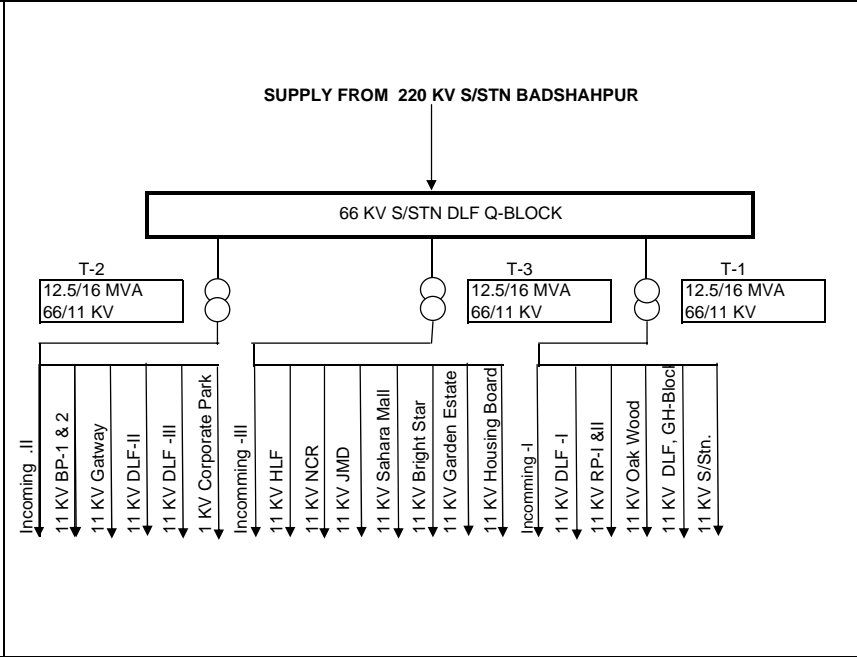 SUPPLY FROM 220 KV S/STN BADSHAHPUR
66 KV S/STN DLF Q-BLOCK
T-2
12.5/16 MVA
66/11 KV
T-3
12.5/16 MVA
66/11 KV
T-1
12.5/16 MVA
66/11 KV
Incoming .II
11 KV BP-1 & 2
11 KV Gatway
11 KV DLF-II
11 KV DLF -III
1 KV Corporate Park
Incomming -III
11 KV HLF
11 KV NCR
11 KV JMD
11 KV Sahara Mall
11 KV Bright Star
11 KV Garden Estate
11 KV Housing Board
Incomming -I
11 KV DLF -I
11 KV RP-I &II
11 KV Oak Wood
11 KV DLF, GH-Block
11 KV S/Stn.